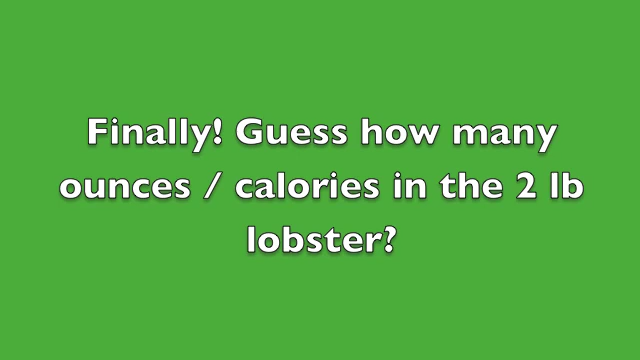 Finally! Guess how many
ounces / calories in the 2 lb
lobster?